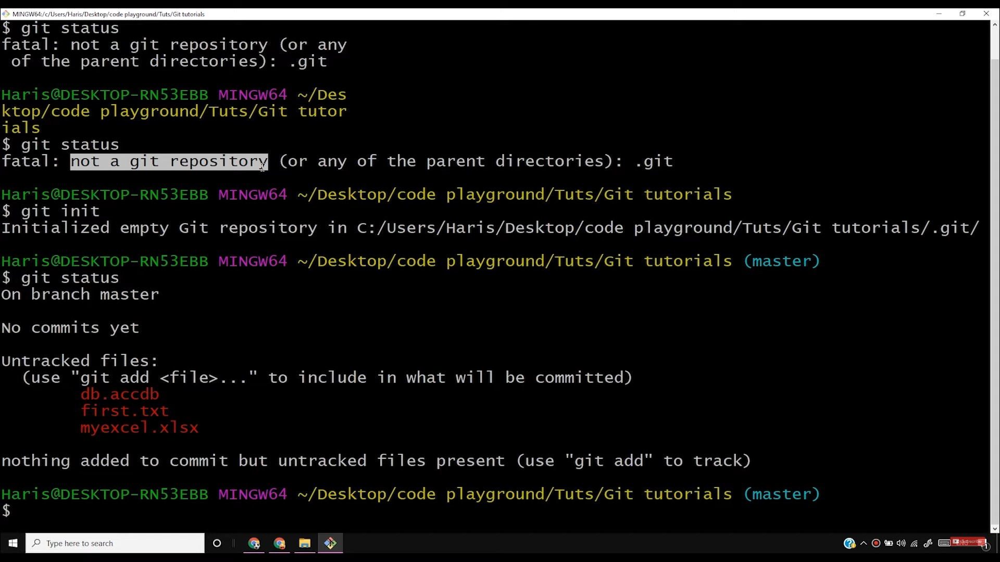 MINGW64:/c/Users/Haris/Desktop/code playground/Tuts/Git tutorials
$ git status
fatal: not a git repository (or any
of the parent directories): .git
Haris@DESKTOP-RN53EBB MINGW64 ~/Des
ktop/code playground/Tuts/Git tutor
ials
$ git status
fatal: not a git repository (or any of the parent directories): .git
Haris@DESKTOP-RN53EBB MINGW64 ~/Desktop/code playground/Tuts/Git tutorials
$ git init
Initialized empty Git repository in C:/Users/Haris/Desktop/code playground/Tuts/Git tutorials/.git/
Haris@DESKTOP-RN53EBB MINGW64 ~/Desktop/code playground/Tuts/Git tutorials (master)
$ git status
On branch master
No commits yet
Untracked files:
(use "git add <file>..." to include in what will be committed)
db.accdb
first.txt
myexcel.xlsx
nothing added to commit but untracked files present (use "git add" to track)
Haris@DESKTOP-RN53EBB MINGW64 ~/Desktop/code playground/Tuts/Git tutorials (master)
$
Type here to search
Subscribe
1